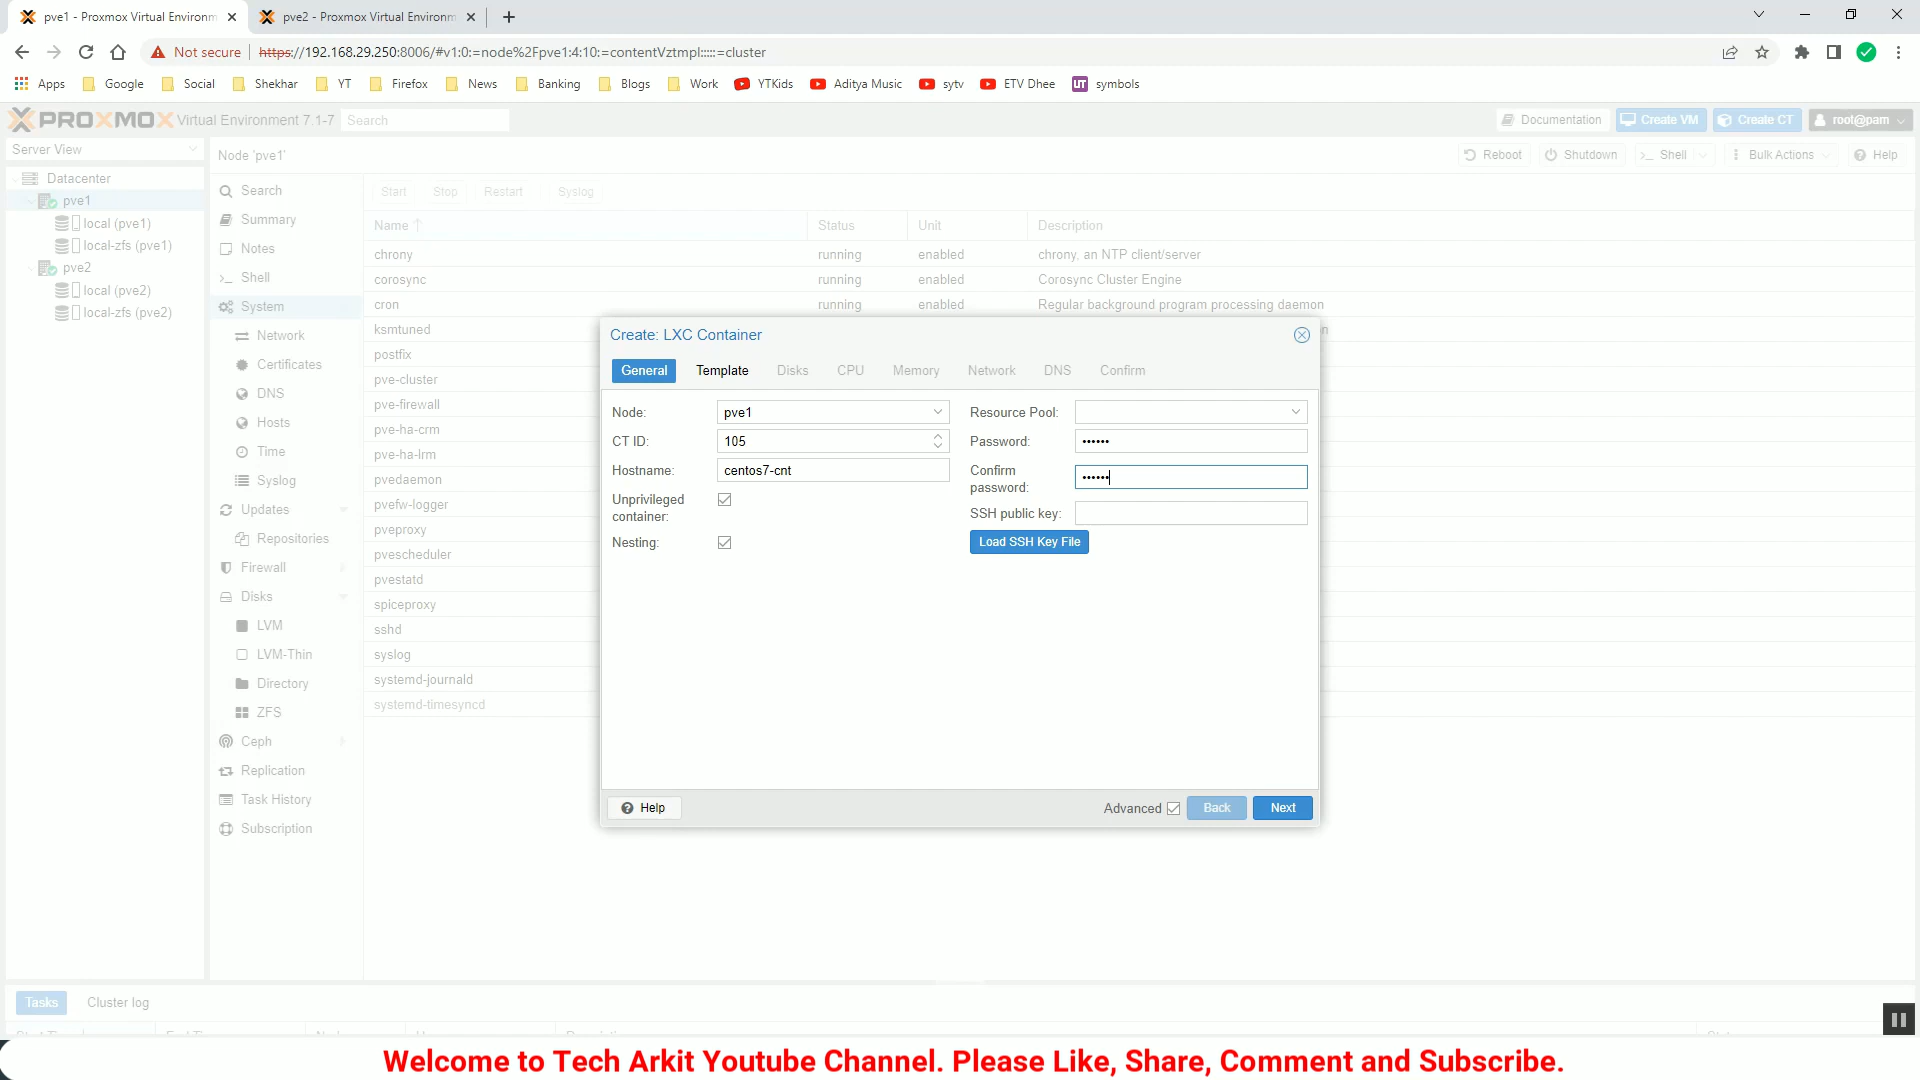 pve1 - Proxmox Virtual Environm
pve2 - Proxmox Virtual Environm
Not secure
https://192.168.29.250:8006/#v1:0:=node%2Fpve1:4:10:=contentVztmpl:::::=cluster
Apps
Google
Social
Shekhar
YT
Firefox
News
Banking
Blogs
Work
YTKids
Aditya Music
sytv
ETV Dhee
UT symbols
PROXMOX Virtual Environment 7.1-7
Search
Documentation
Create VM
Create CT
root@pam
Server View
Node 'pve1'
Reboot
Shutdown
Shell
Bulk Actions
Help
Datacenter
pve1
local (pve1)
local-zfs (pve1)
pve2
local (pve2)
local-zfs (pve2)
Search
Summary
Notes
Shell
System
Network
Certificates
DNS
Hosts
Time
Syslog
Updates
Repositories
Firewall
Disks
LVM
LVM-Thin
Directory
ZFS
Ceph
Replication
Task History
Subscription
Start
Stop
Restart
Syslog
Name
Status
Unit
Description
chrony running enabled chrony, an NTP client/server
corosync running enabled Corosync Cluster Engine
cron running enabled Regular background program processing daemon
ksmtuned
postfix
pve-cluster
pve-firewall
pve-ha-crm
pve-ha-lrm
pvedaemon
pvefw-logger
pveproxy
pvescheduler
pvestatd
spiceproxy
sshd
syslog
systemd-journald
systemd-timesyncd
Create: LXC Container
General
Template
Disks
CPU
Memory
Network
DNS
Confirm
Node: pve1
CT ID: 105
Hostname: centos7-cnt
Unprivileged container:
Nesting:
Resource Pool:
Password: ••••••
Confirm password: ••••••
SSH public key:
Load SSH Key File
Help
Advanced
Back
Next
Tasks
Cluster log
Welcome to Tech Arkit Youtube Channel. Please Like, Share, Comment and Subscribe.